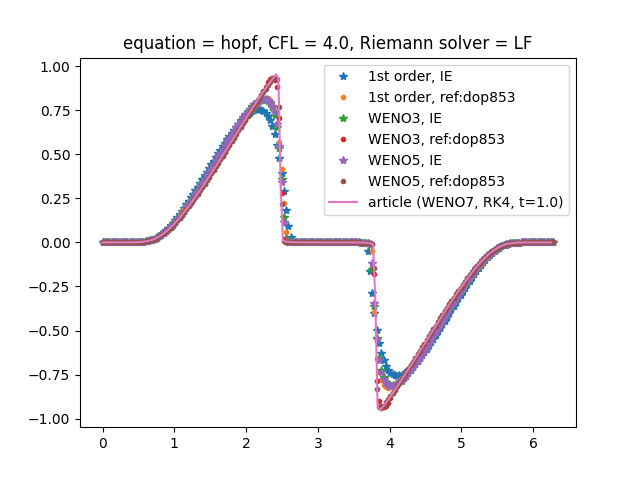 equation = hopf, CFL = 4.0, Riemann solver = LF
1.00
0.75
0.50
0.25
0.00
−0.25
−0.50
−0.75
−1.00
0 1 2 3 4 5 6
1st order, IE
1st order, ref:dop853
WENO3, IE
WENO3, ref:dop853
WENO5, IE
WENO5, ref:dop853
article (WENO7, RK4, t=1.0)